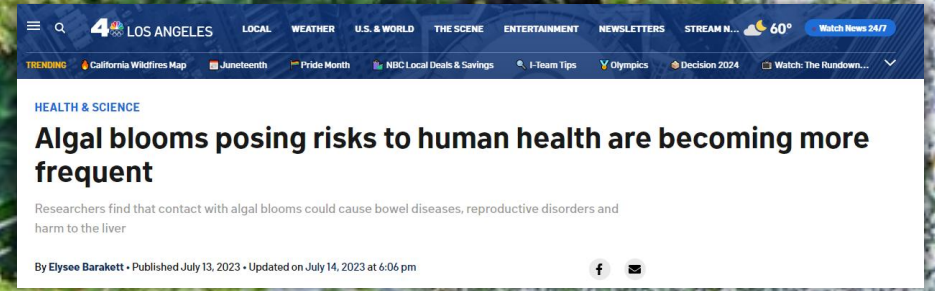 4 LOS ANGELES LOCAL WEATHER U.S. & WORLD THE SCENE ENTERTAINMENT NEWSLETTERS STREAM N... 60° Watch News 24/7
TRENDING California Wildfires Map Juneteenth Pride Month NBC Local Deals & Savings I-Team Tips Olympics Decision 2024 Watch: The Rundown...
HEALTH & SCIENCE
Algal blooms posing risks to human health are becoming more
frequent
Researchers find that contact with algal blooms could cause bowel diseases, reproductive disorders and
harm to the liver
By Elysee Barakett • Published July 13, 2023 • Updated on July 14, 2023 at 6:06 pm